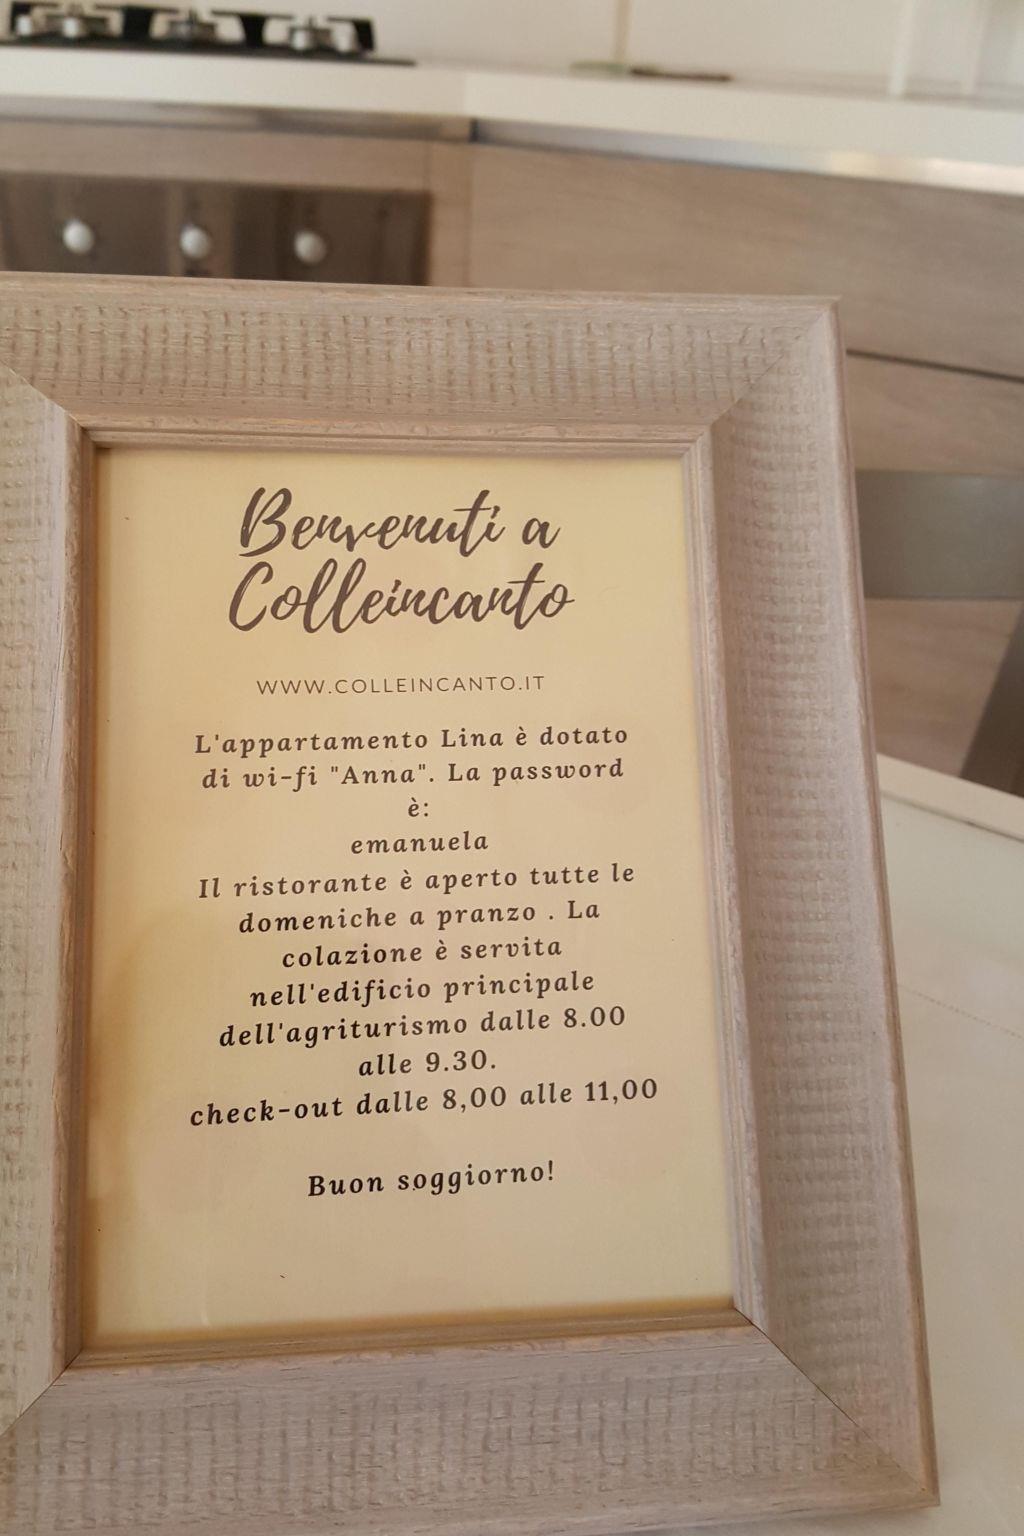 Benvenuti a
Colleincanto
WWW.COLLEINCANTO.IT
L'appartamento Lina è dotato
di wi-fi "Anna". La password
è:
emanuela
Il ristorante è aperto tutte le
domeniche a pranzo . La
colazione è servita
nell'edificio principale
dell'agriturismo dalle 8.00
alle 9.30.
check-out dalle 8,00 alle 11,00
Buon soggiorno!